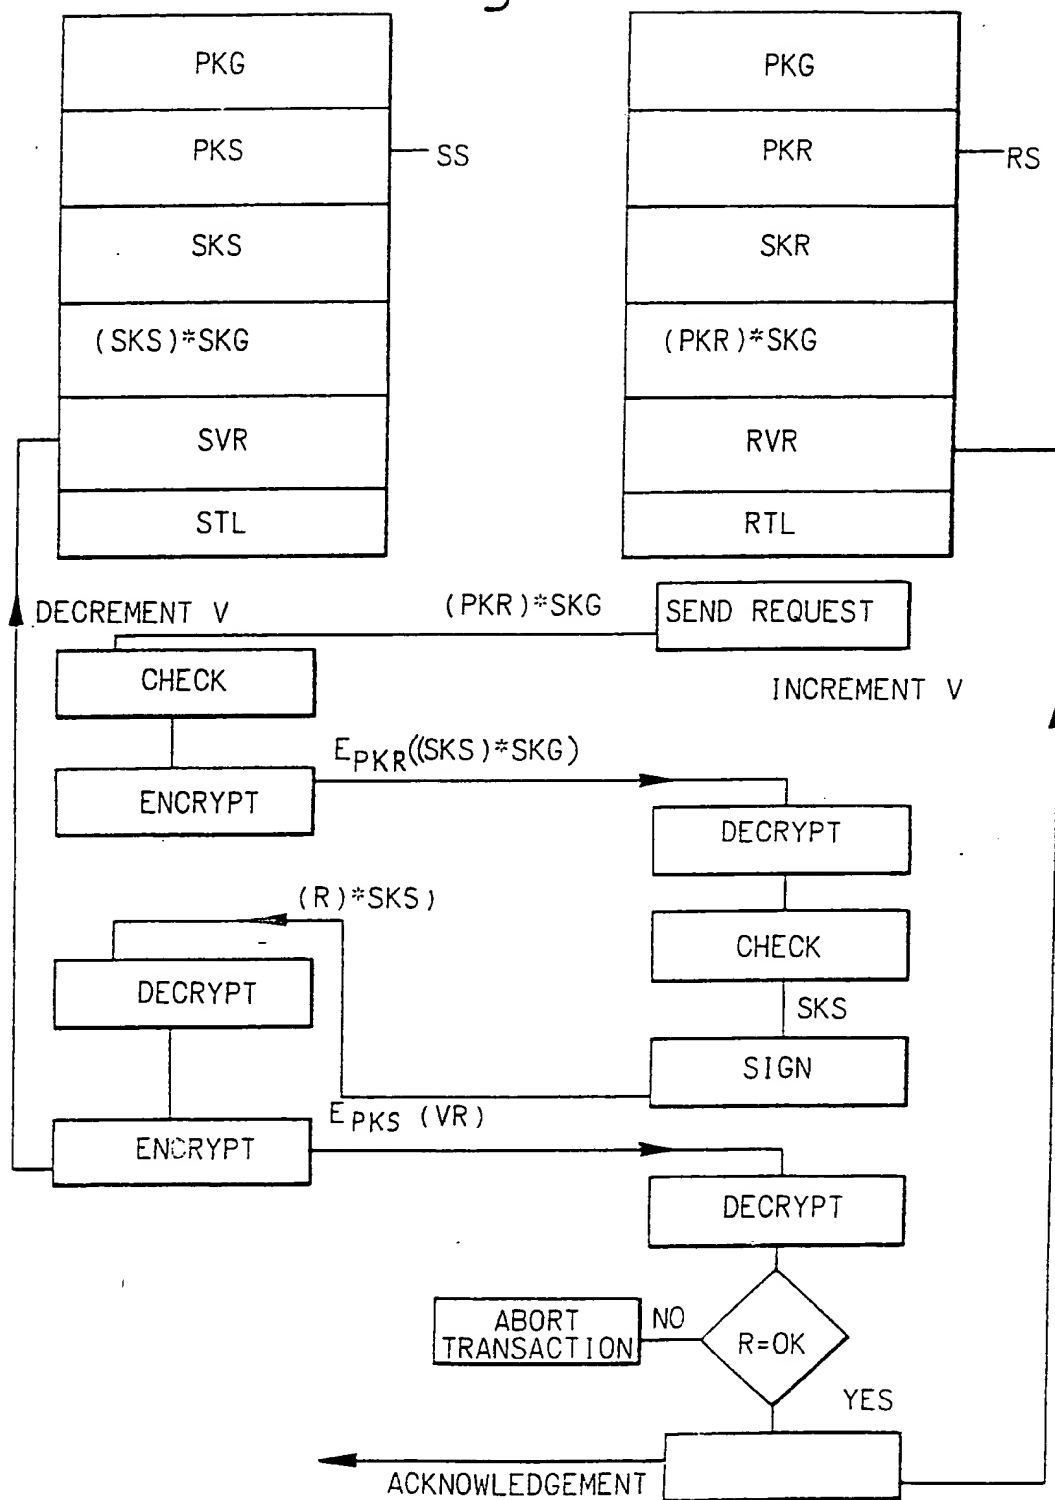 PKG
PKS
SS
SKS
(SKS)*SKG
SVR
STL
PKG
PKR
RS
SKR
(PKR)*SKG
RVR
RTL
DECREMENT V
(PKR)*SKG
SEND REQUEST
CHECK
INCREMENT V
EPKR((SKS)*SKG)
ENCRYPT
DECRYPT
(R)*SKS)
CHECK
DECRYPT
SKS
SIGN
EPKS (VR)
ENCRYPT
DECRYPT
ABORT
TRANSACTION
NO
R=OK
YES
ACKNOWLEDGEMENT